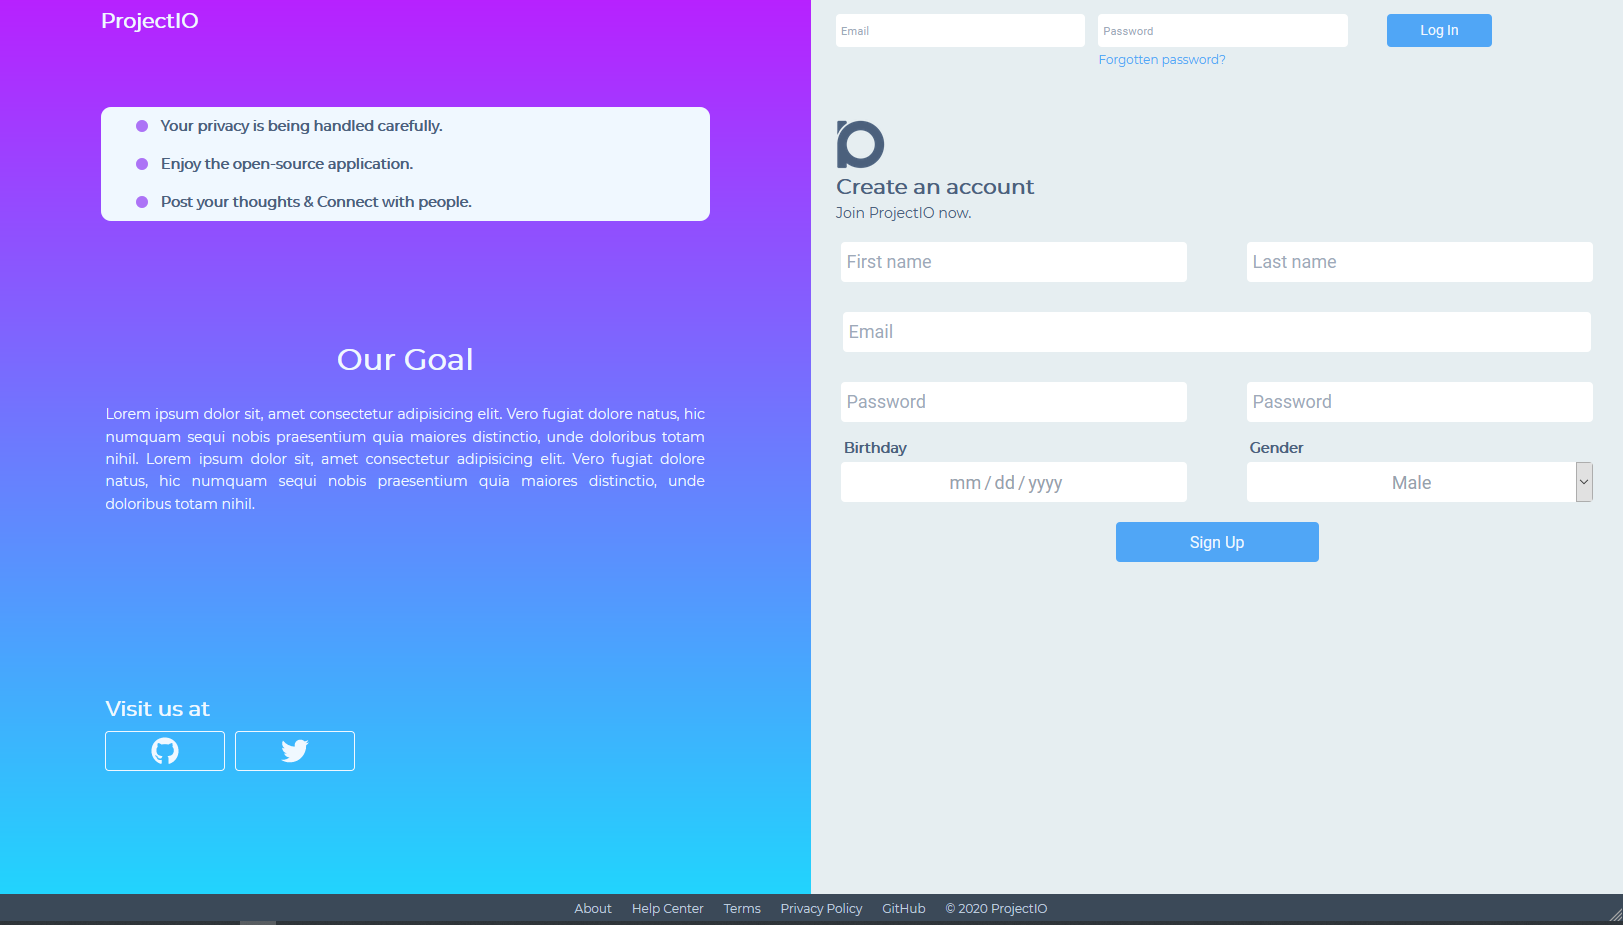 ProjectIO
Your privacy is being handled carefully.
Enjoy the open-source application.
Post your thoughts & Connect with people.
Our Goal
Lorem ipsum dolor sit, amet consectetur adipisicing elit. Vero fugiat dolore natus, hic
numquam sequi nobis praesentium quia maiores distinctio, unde doloribus totam
nihil. Lorem ipsum dolor sit, amet consectetur adipisicing elit. Vero fugiat dolore
natus, hic numquam sequi nobis praesentium quia maiores distinctio, unde
doloribus totam nihil.
Visit us at
Email Password Log In
Forgotten password?
Create an account
Join ProjectIO now.
First name Last name
Email
Password Password
Birthday Gender
mm / dd / yyyy Male
Sign Up
About Help Center Terms Privacy Policy GitHub © 2020 ProjectIO